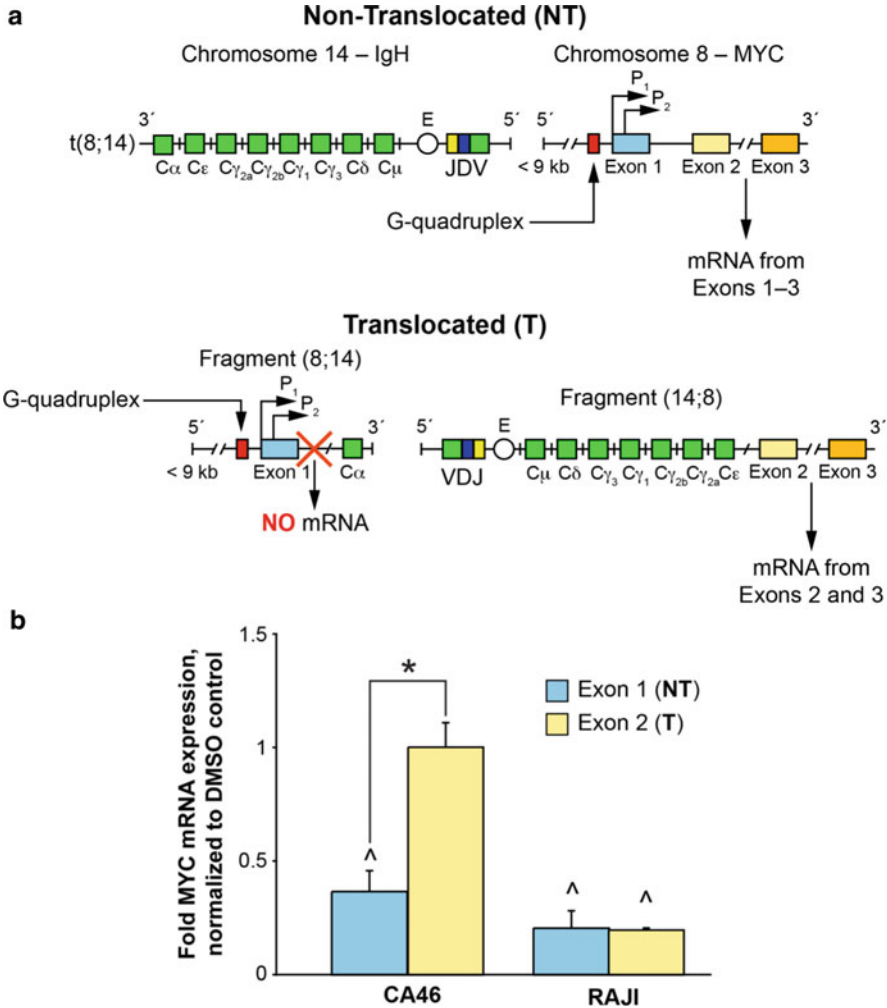 a
Non-Translocated (NT)
Chromosome 14 – IgH
Chromosome 8 – MYC
P1
P2
3´
E
5´
5´
3´
t(8;14)
Cα Cε Cγ2a Cγ2b Cγ1 Cγ3 Cδ Cµ
JDV
< 9 kb
Exon 1
Exon 2
Exon 3
G-quadruplex
mRNA from
Exons 1–3
Translocated (T)
Fragment (8;14)
Fragment (14;8)
G-quadruplex
P1
P2
5´
3´
5´
E
3´
< 9 kb
Exon 1
Cα
VDJ
Cµ Cδ Cγ3 Cγ1 Cγ2b Cγ2a Cε
Exon 2
Exon 3
NO mRNA
mRNA from
Exons 2 and 3
b
Fold MYC mRNA expression,
normalized to DMSO control
1.5
1
0.5
0
*
^
^
^
Exon 1 (NT)
Exon 2 (T)
CA46
RAJI